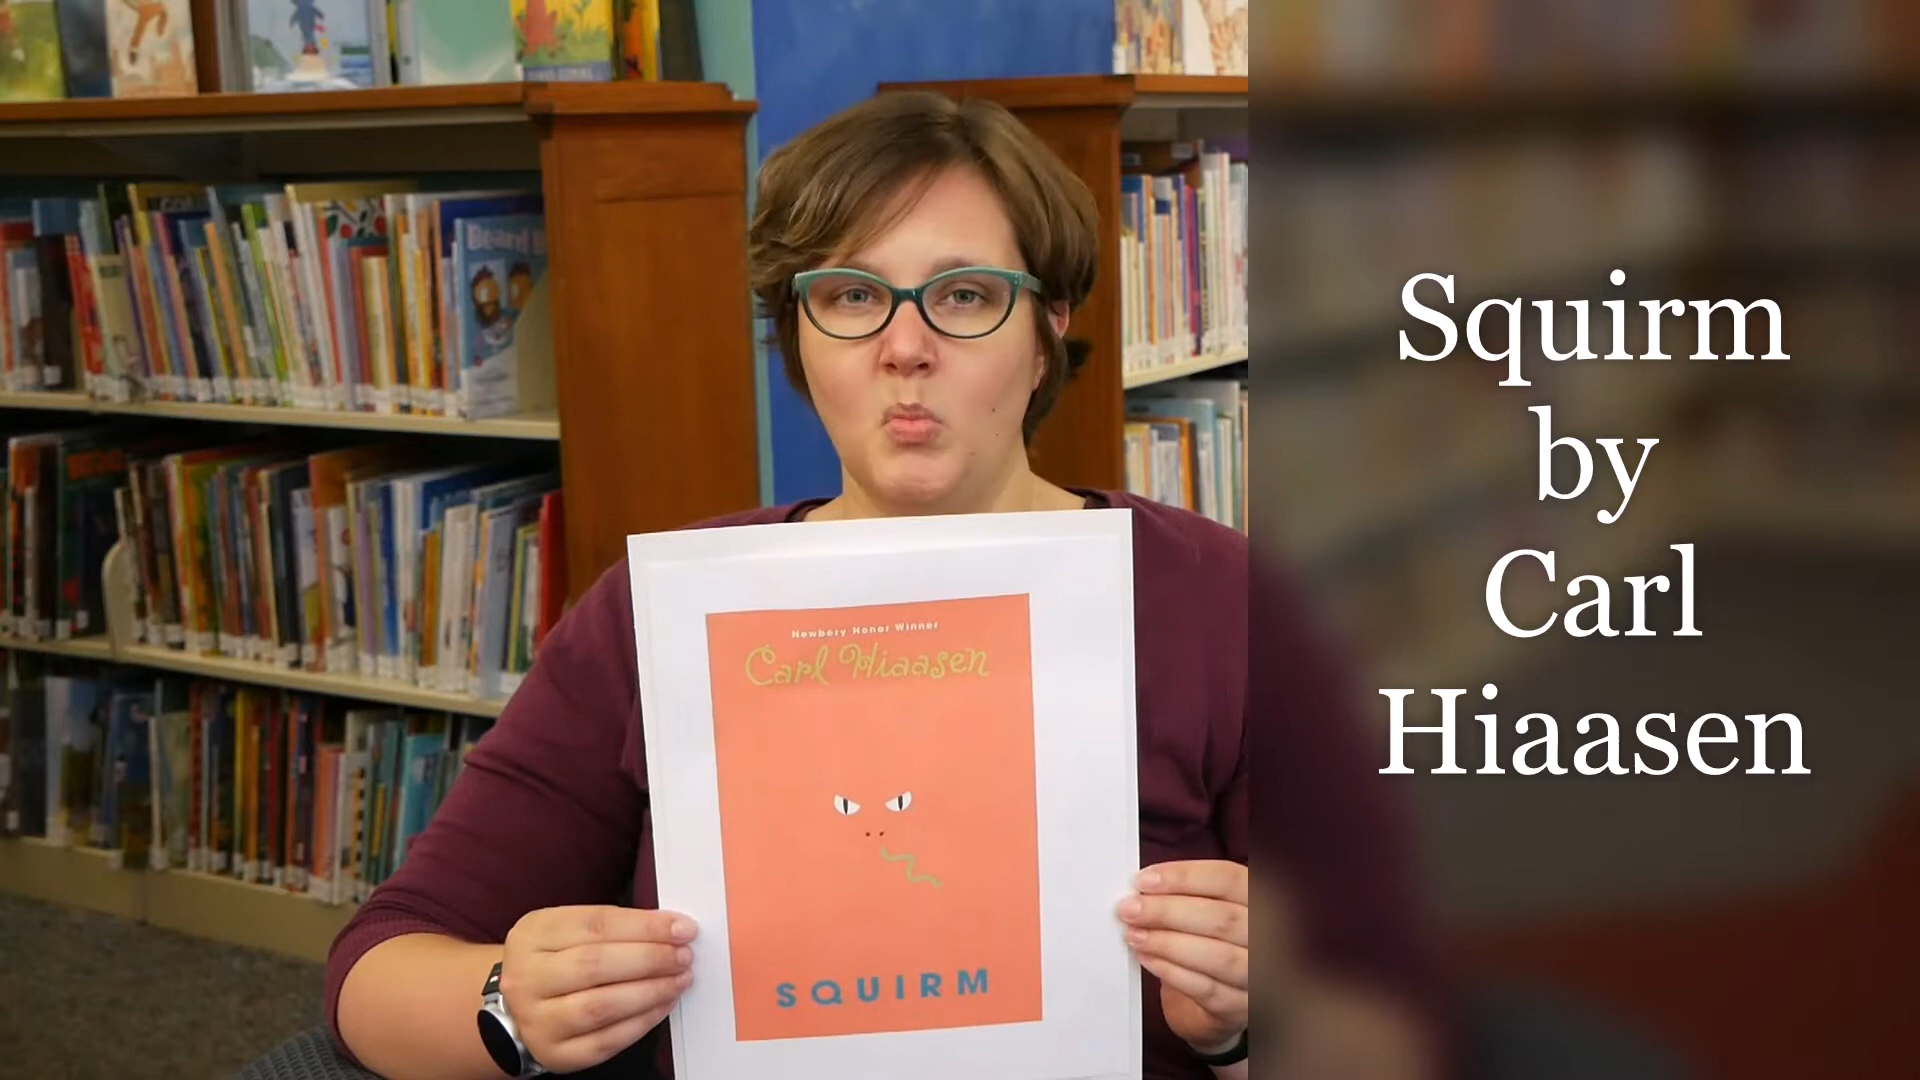 Newbery Honor Winner
Carl Hiaasen
SQUIRM
Squirm
by
Carl
Hiaasen